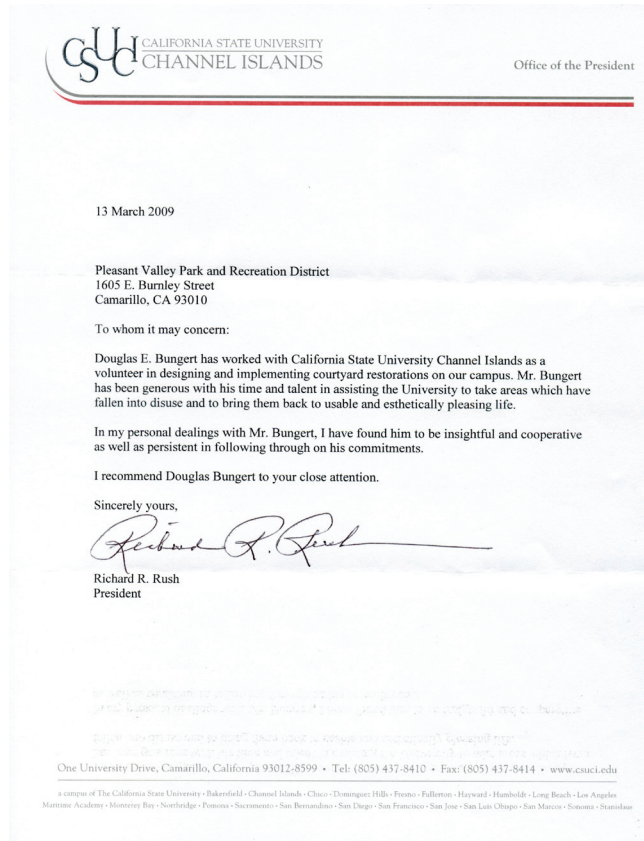 CSUCI
CALIFORNIA STATE UNIVERSITY
CHANNEL ISLANDS
Office of the President
13 March 2009
Pleasant Valley Park and Recreation District
1605 E. Burnley Street
Camarillo, CA 93010
To whom it may concern:
Douglas E. Bungert has worked with California State University Channel Islands as a
volunteer in designing and implementing courtyard restorations on our campus. Mr. Bungert
has been generous with his time and talent in assisting the University to take areas which have
fallen into disuse and to bring them back to usable and esthetically pleasing life.
In my personal dealings with Mr. Bungert, I have found him to be insightful and cooperative
as well as persistent in following through on his commitments.
I recommend Douglas Bungert to your close attention.
Sincerely yours,
Richard R. Rush
Richard R. Rush
President
One University Drive, Camarillo, California 93012-8599 • Tel: (805) 437-8410 • Fax: (805) 437-8414 • www.csuci.edu
a campus of The California State University • Bakersfield • Channel Islands • Chico • Dominguez Hills • Fresno • Fullerton • Hayward • Humboldt • Long Beach • Los Angeles
Maritime Academy • Monterey Bay • Northridge • Pomona • Sacramento • San Bernardino • San Diego • San Francisco • San Jose • San Luis Obispo • San Marcos • Sonoma • Stanislaus